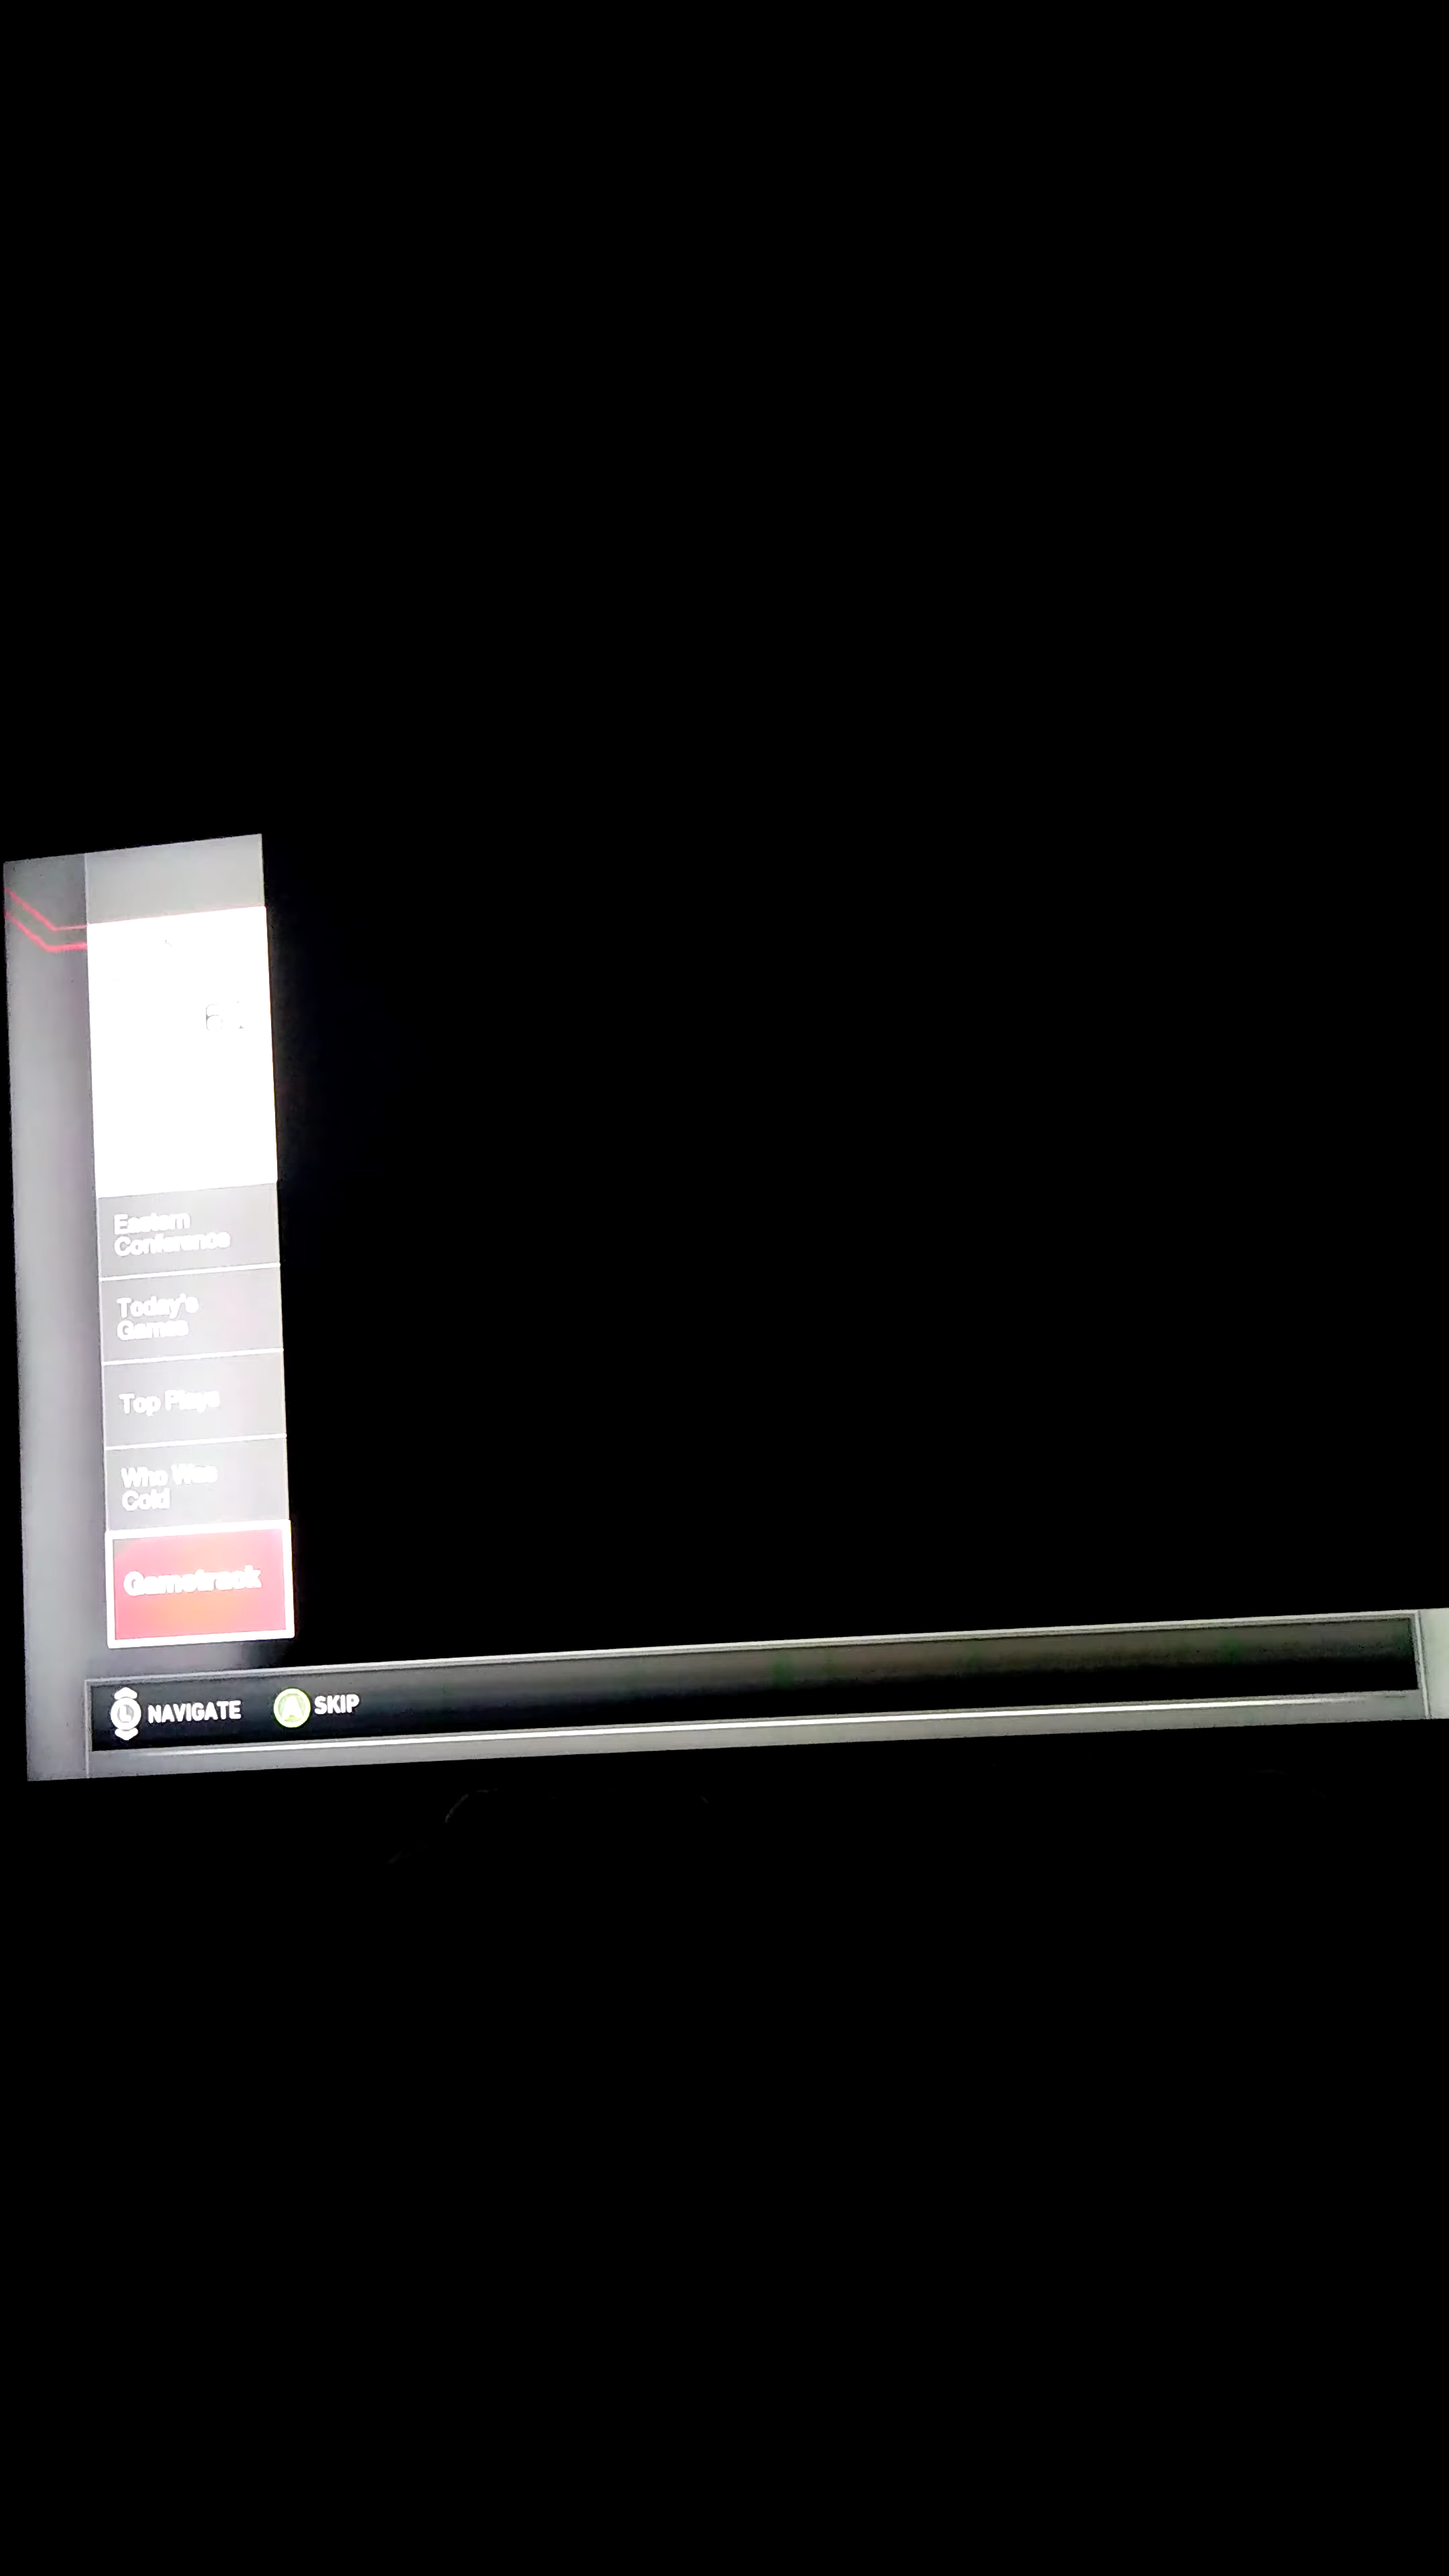 Eastern
Conference
Today's
Games
Top Plays
Who Was
Cold
Gametrack
L NAVIGATE A SKIP